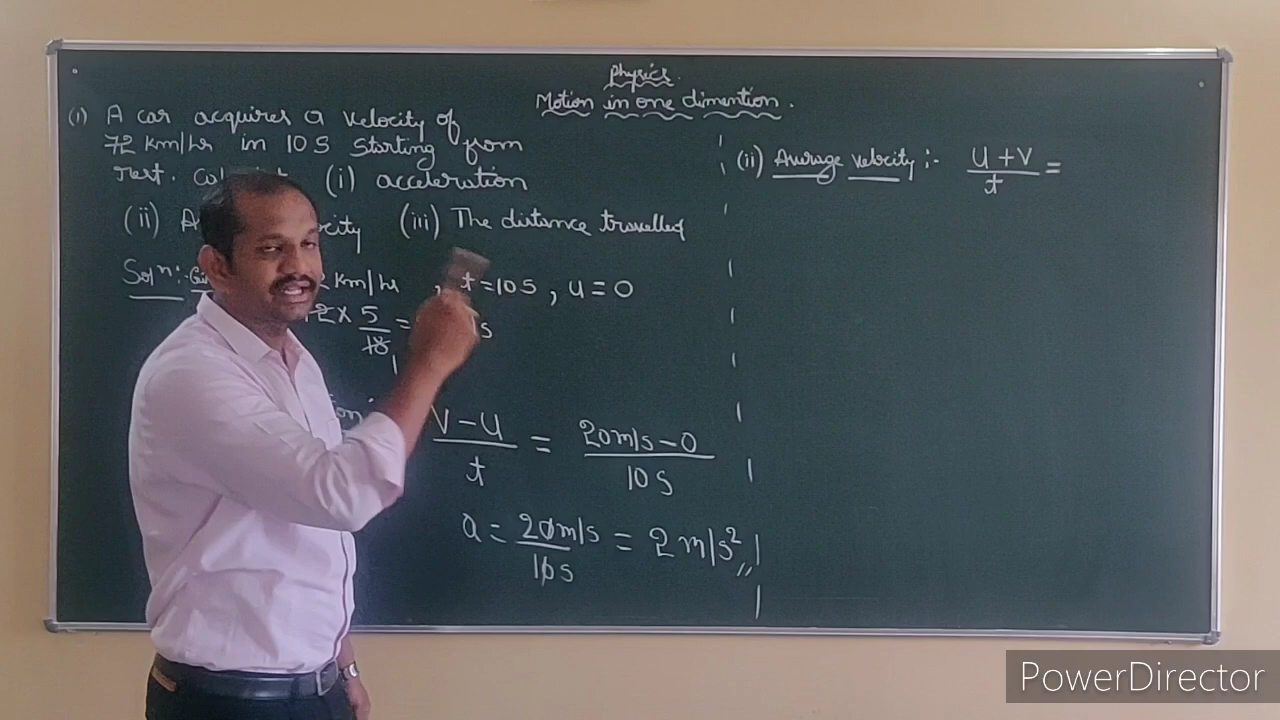 Physics.
Motion in one dimention.
(1) A car acquires a velocity of
72 km/hr in 10 S starting from
rest. (i) acceleration
(ii) (iii) The distance travelled
Solⁿ:- km/hr , t = 10 S , u = 0
× 5/18 =
V - U / t = 20 m/s - 0 / 10 S
a = 20 m/s / 10 s = 2 m/s²
(ii) Average velocity :- U + V / t =
PowerDirector